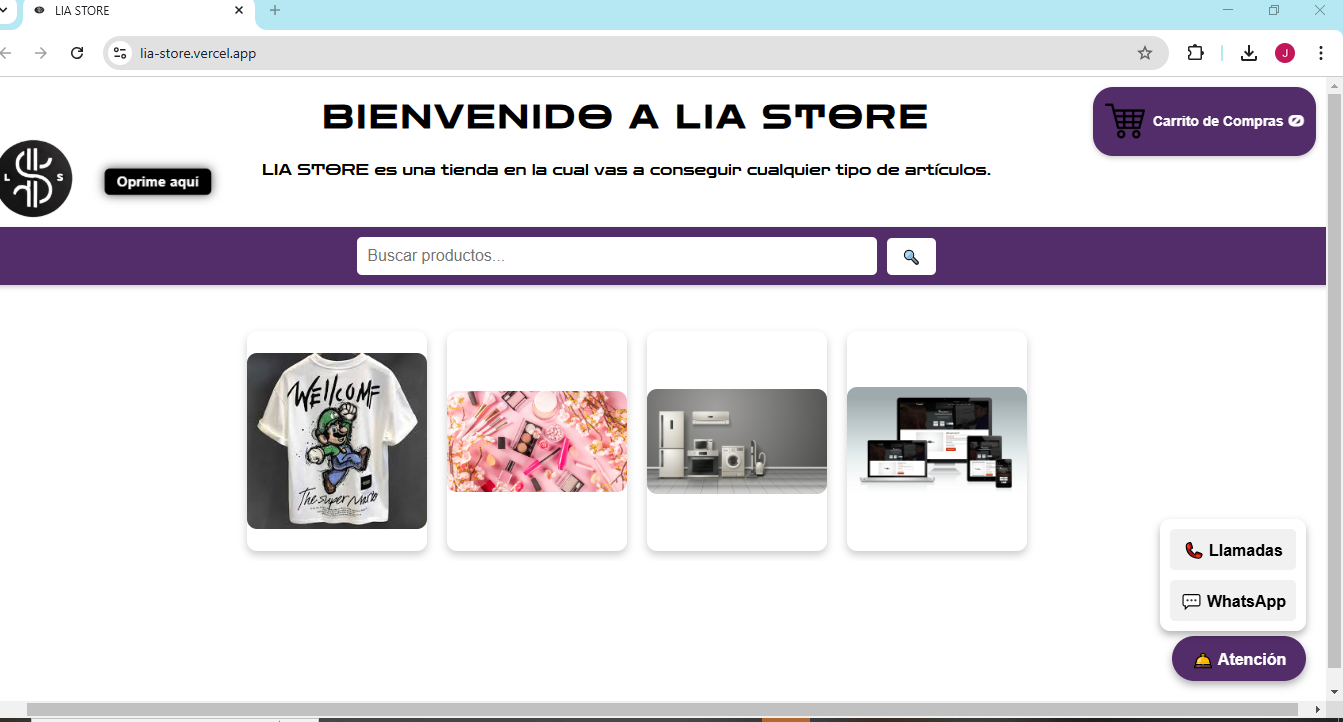 LIA STORE
lia-store.vercel.app
J
BIENVENIDO A LIA STORE
Carrito de Compras 0
LIA STORE es una tienda en la cual vas a conseguir cualquier tipo de artículos.
L S
Oprime aquí
Buscar productos...
WELLCOME
The super Mario
Llamadas
WhatsApp
Atención